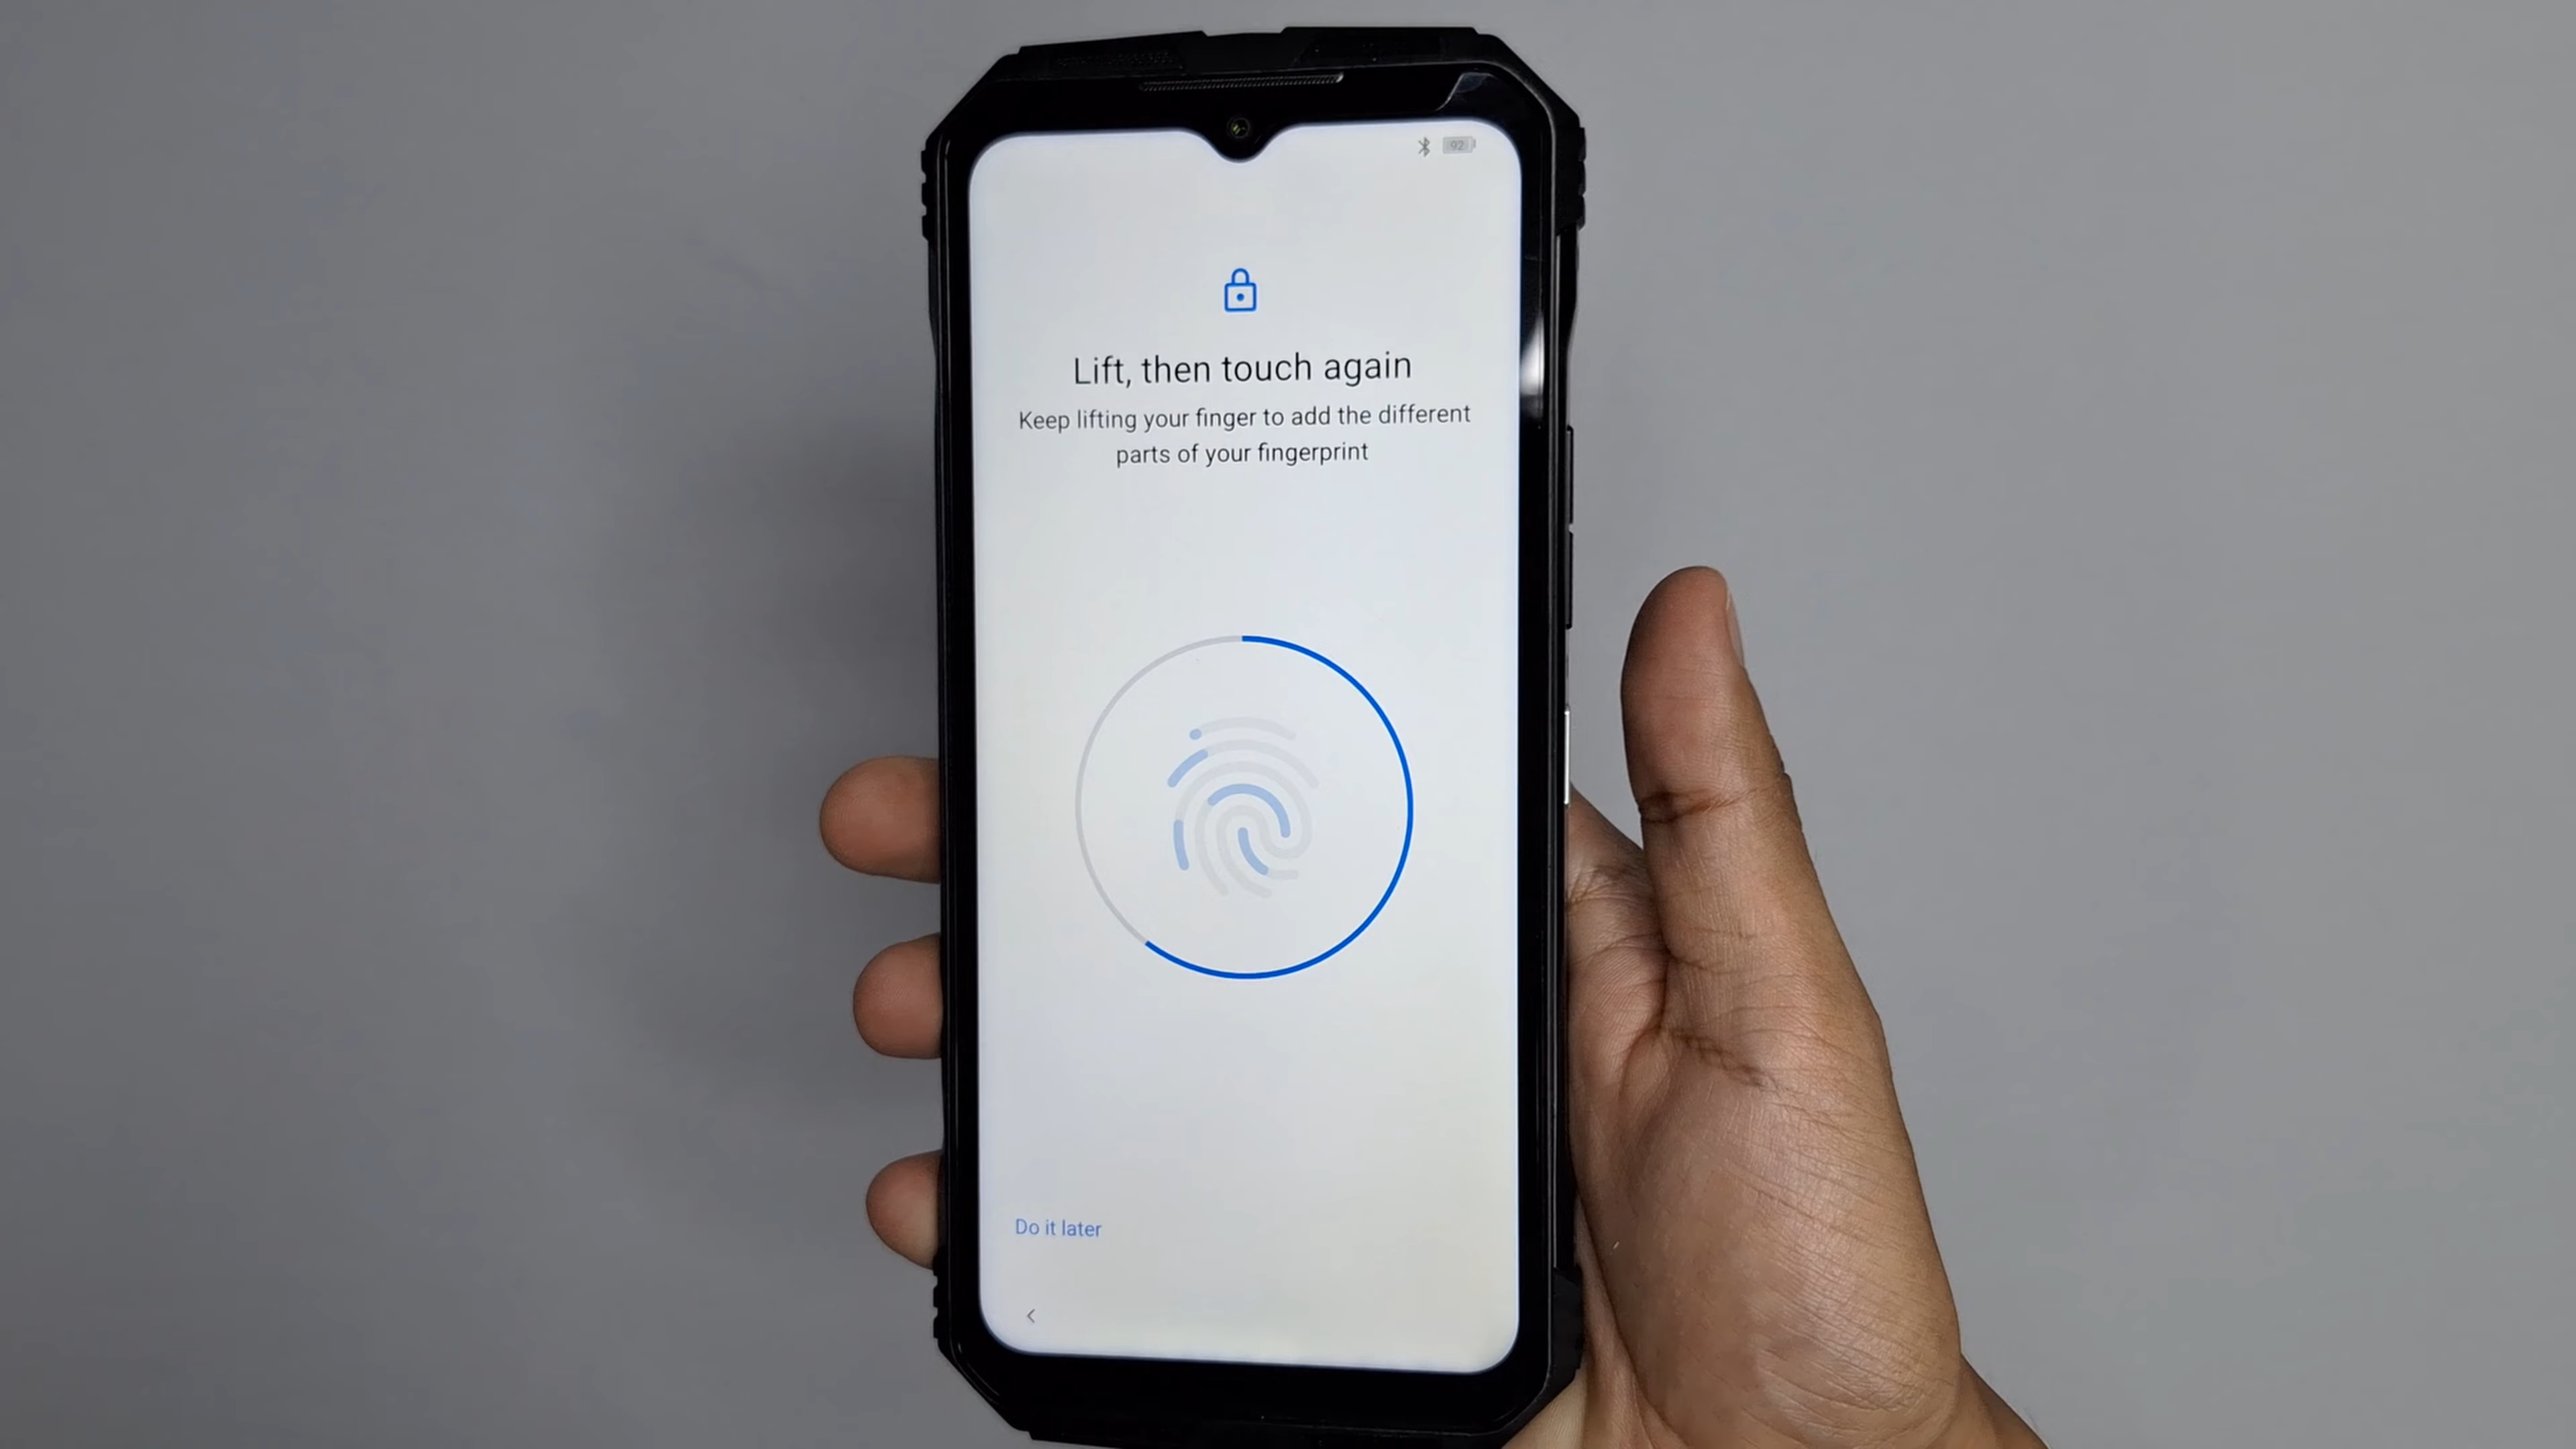 92
Lift, then touch again
Keep lifting your finger to add the different
parts of your fingerprint
Do it later